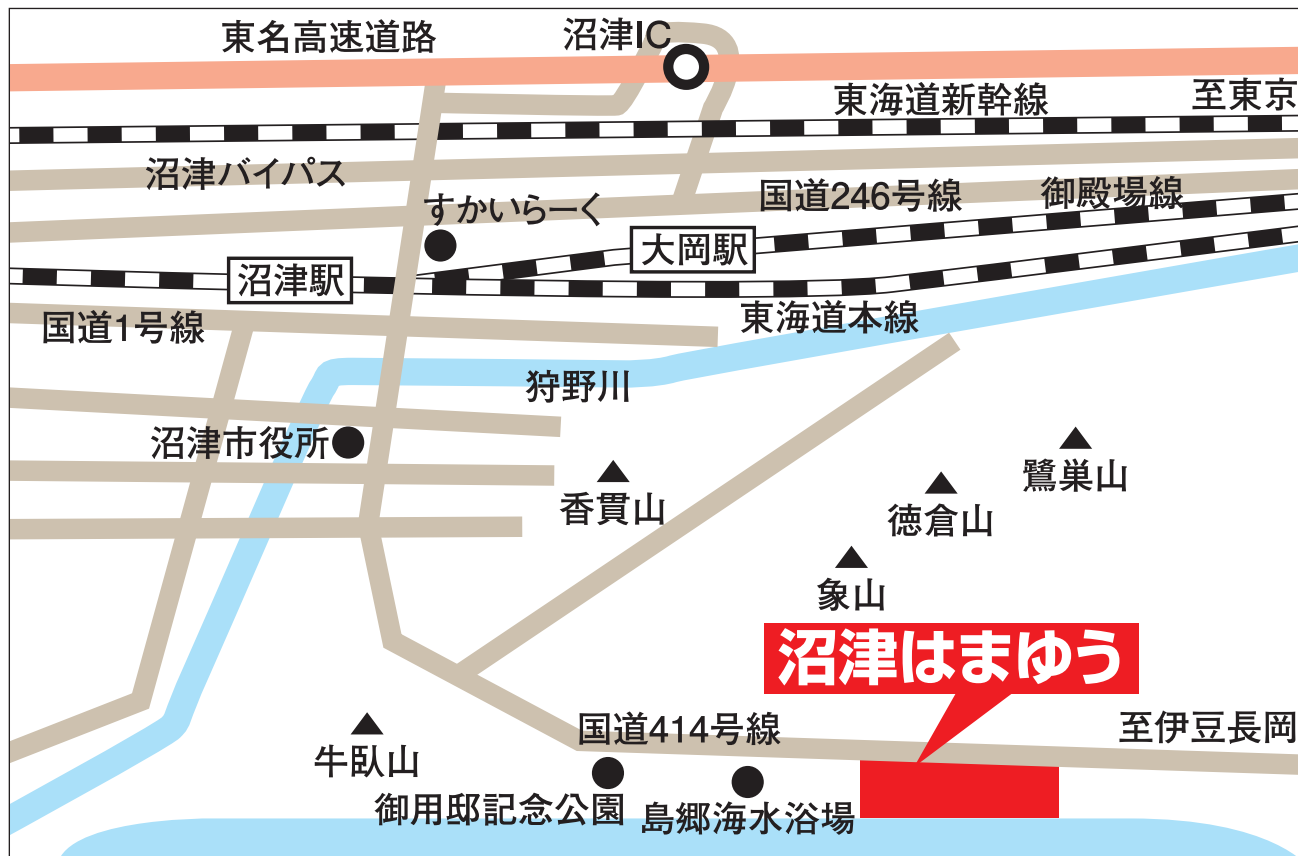 東名高速道路
沼津IC
東海道新幹線
至東京
沼津バイパス
すかいらーく
国道246号線
御殿場線
沼津駅
大岡駅
国道1号線
東海道本線
狩野川
沼津市役所
香貫山
鷲巣山
徳倉山
象山
沼津はまゆう
国道414号線
至伊豆長岡
牛臥山
御用邸記念公園
島郷海水浴場